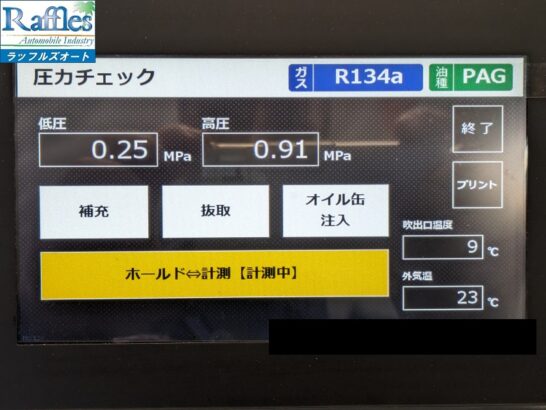 Raffles
Automobile Industry
ラッフルズオート
圧力チェック
ガス R134a 油種 PAG
低圧 高圧
0.25 MPa 0.91 MPa
終了
補充 抜取 オイル缶注入
プリント
ホールド⇔計測【計測中】
吹出口温度
9 ℃
外気温
23 ℃